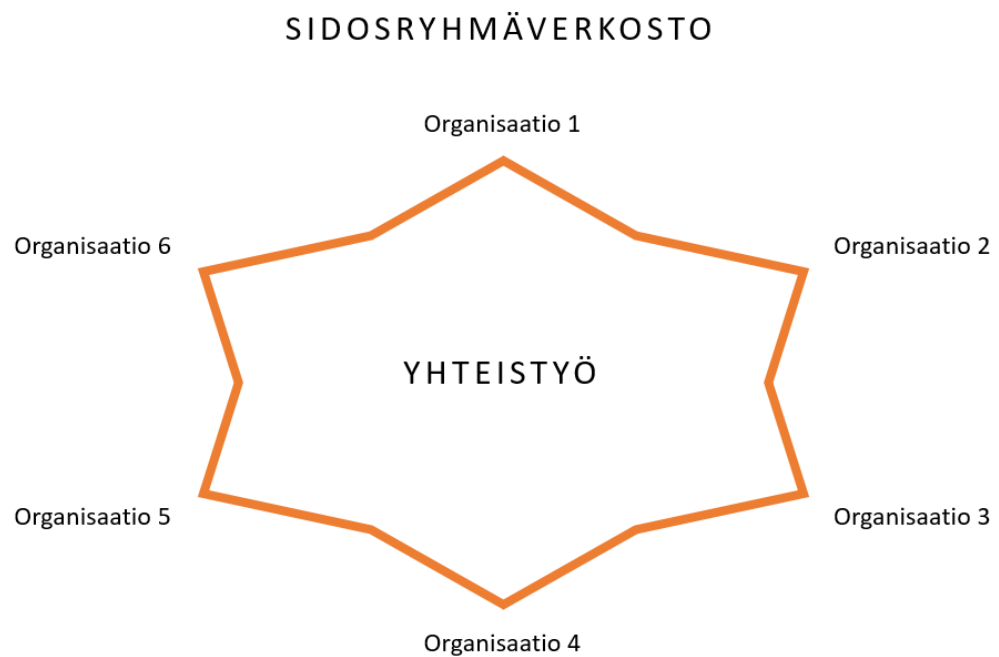 SIDOSRYHMÄVERKOSTO
Organisaatio 1
Organisaatio 6
Organisaatio 2
YHTEISTYÖ
Organisaatio 5
Organisaatio 3
Organisaatio 4